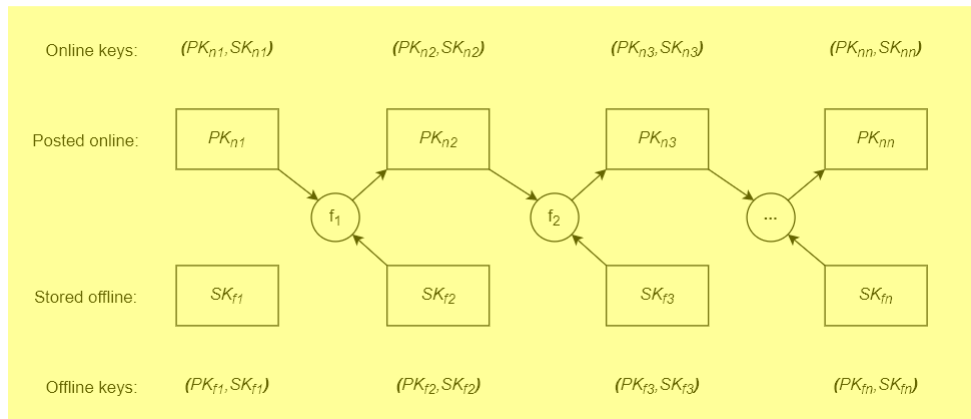 Online keys: (PKn1,SKn1) (PKn2,SKn2) (PKn3,SKn3) (PKnn,SKnn)
Posted online: PKn1 PKn2 PKn3 PKnn
f1 f2 ...
Stored offline: SKf1 SKf2 SKf3 SKfn
Offline keys: (PKf1,SKf1) (PKf2,SKf2) (PKf3,SKf3) (PKfn,SKfn)